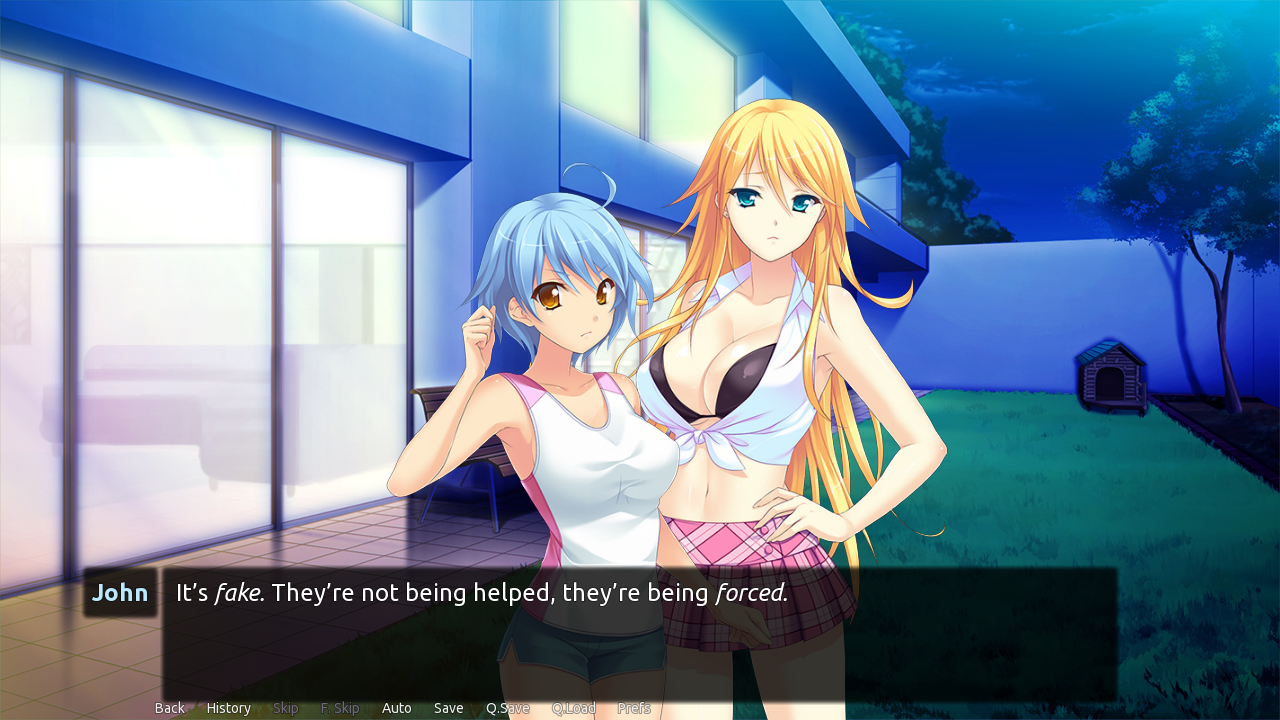 John
It’s fake. They’re not being helped, they’re being forced.
Back History Skip F. Skip Auto Save Q.Save Q.Load Prefs